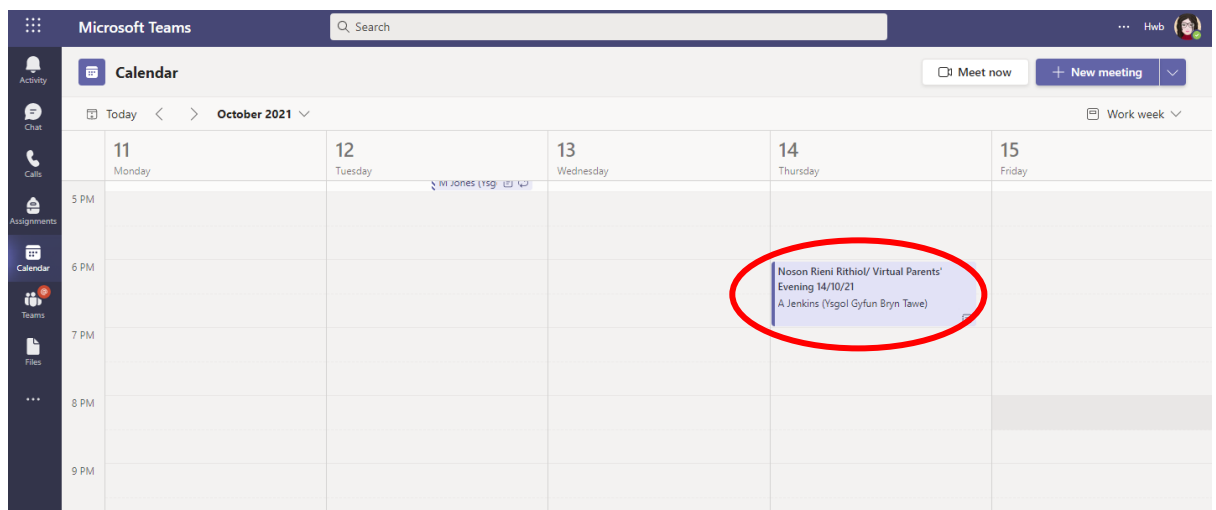 Microsoft Teams
Search
Hwb
Activity
Chat
Calls
Assignments
Calendar
Teams
Files
Calendar
Meet now
New meeting
Today
October 2021
Work week
11
Monday
12
Tuesday
13
Wednesday
14
Thursday
15
Friday
M Jones (Ysg
5 PM
6 PM
Noson Rieni Rithiol/ Virtual Parents'
Evening 14/10/21
A Jenkins (Ysgol Gyfun Bryn Tawe)
7 PM
8 PM
9 PM